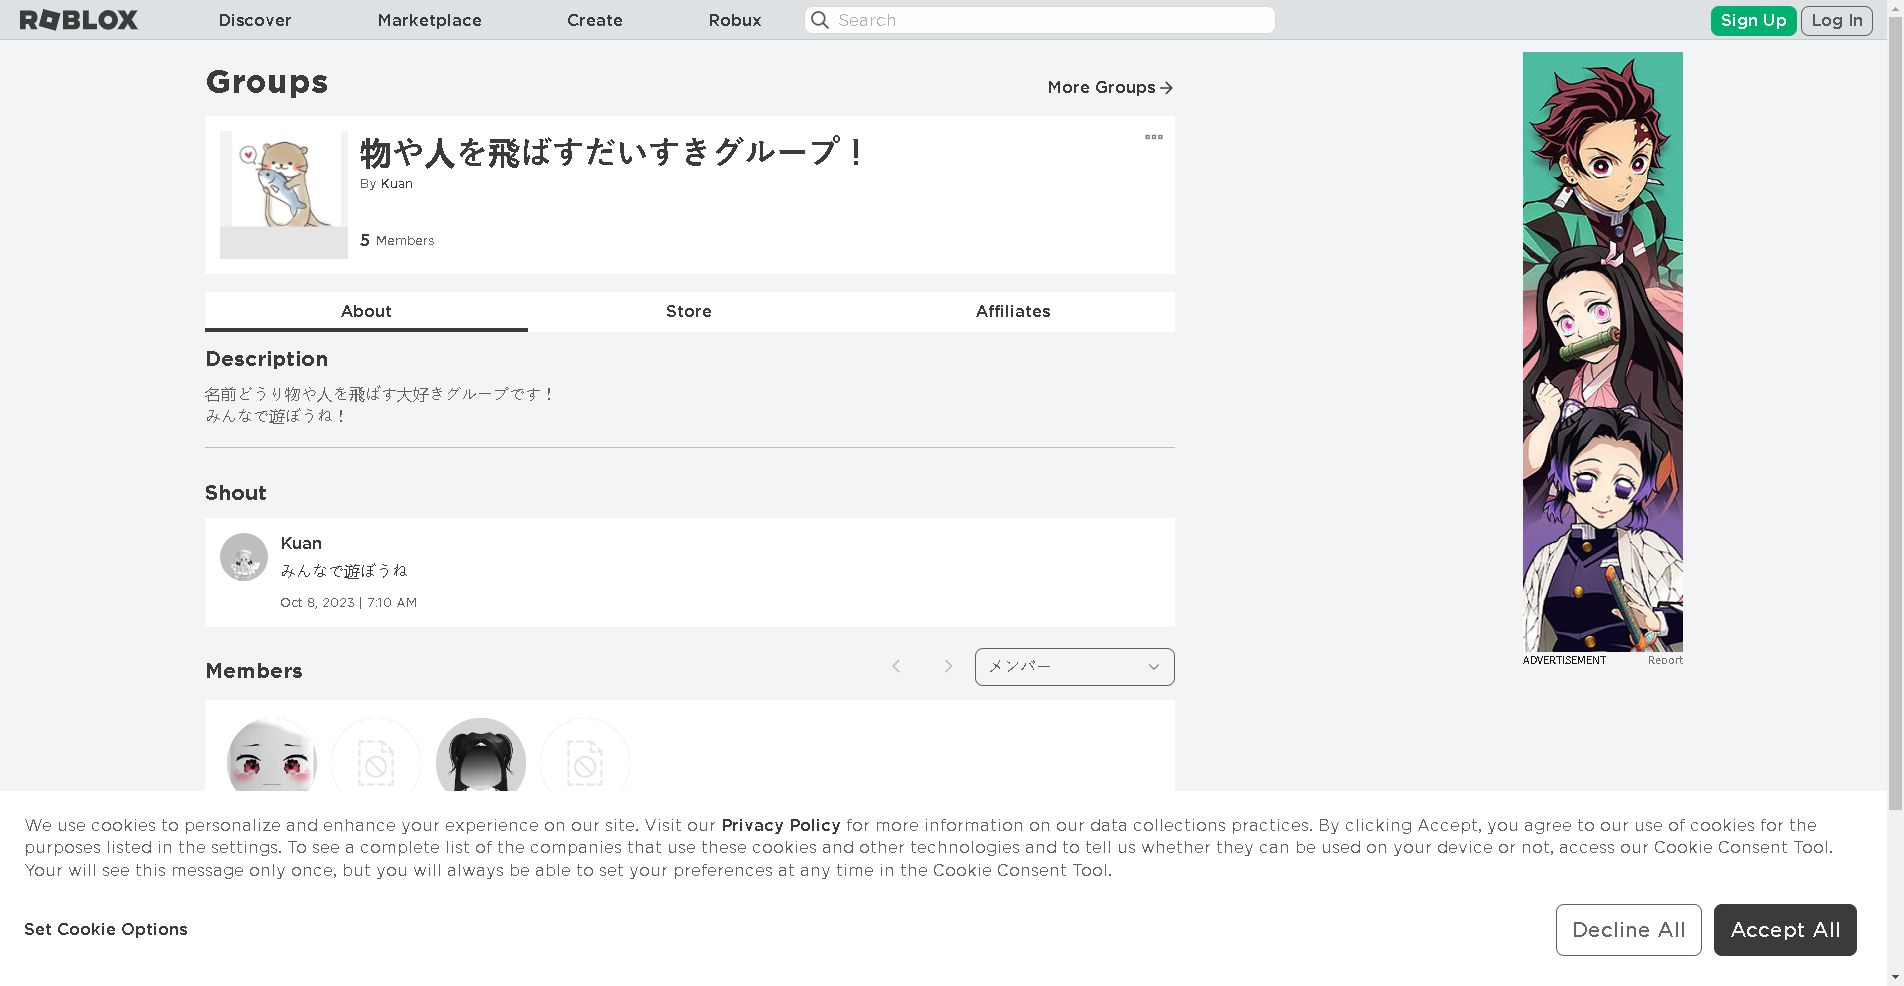 ROBLOX
Discover
Marketplace
Create
Robux
Search
Sign Up
Log In
Groups
More Groups
物や人を飛ばすだいすきグループ！
By Kuan
5 Members
About
Store
Affiliates
Description
名前どうり物や人を飛ばす大好きグループです！
みんなで遊ぼうね！
Shout
Kuan
みんなで遊ぼうね
Oct 8, 2023 | 7:10 AM
Members
メンバー
ADVERTISEMENT
Report
We use cookies to personalize and enhance your experience on our site. Visit our Privacy Policy for more information on our data collections practices. By clicking Accept, you agree to our use of cookies for the
purposes listed in the settings. To see a complete list of the companies that use these cookies and other technologies and to tell us whether they can be used on your device or not, access our Cookie Consent Tool.
Your will see this message only once, but you will always be able to set your preferences at any time in the Cookie Consent Tool.
Set Cookie Options
Decline All
Accept All